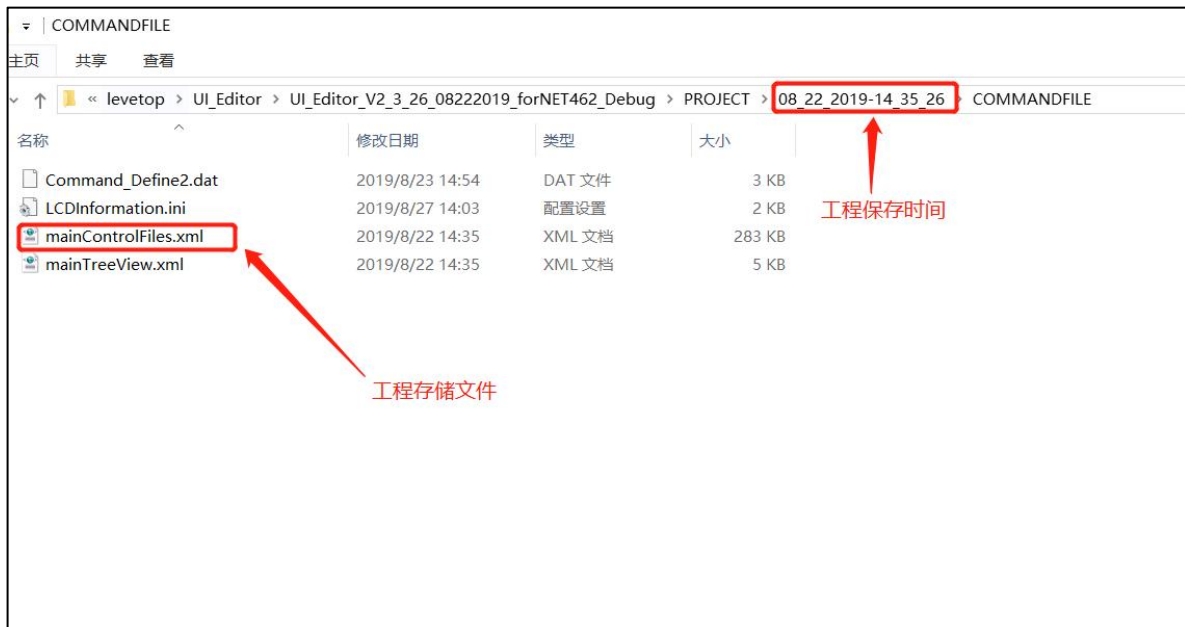 COMMANDFILE
主页 共享 查看
« levetop > UI_Editor > UI_Editor_V2_3_26_08222019_forNET462_Debug > PROJECT > 08_22_2019-14_35_26 > COMMANDFILE
名称 修改日期 类型 大小
Command_Define2.dat 2019/8/23 14:54 DAT 文件 3 KB
LCDInformation.ini 2019/8/27 14:03 配置设置 2 KB
工程保存时间
mainControlFiles.xml 2019/8/22 14:35 XML 文档 283 KB
mainTreeView.xml 2019/8/22 14:35 XML 文档 5 KB
工程存储文件